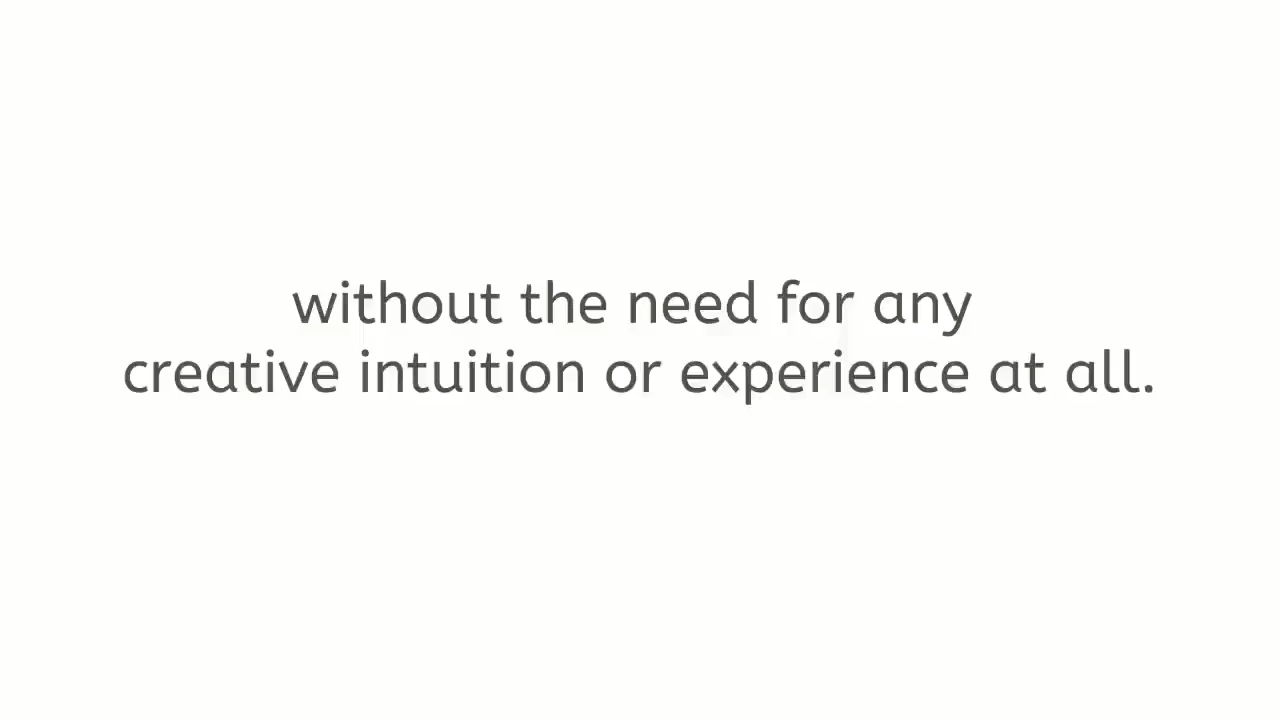 without the need for any
creative intuition or experience at all.